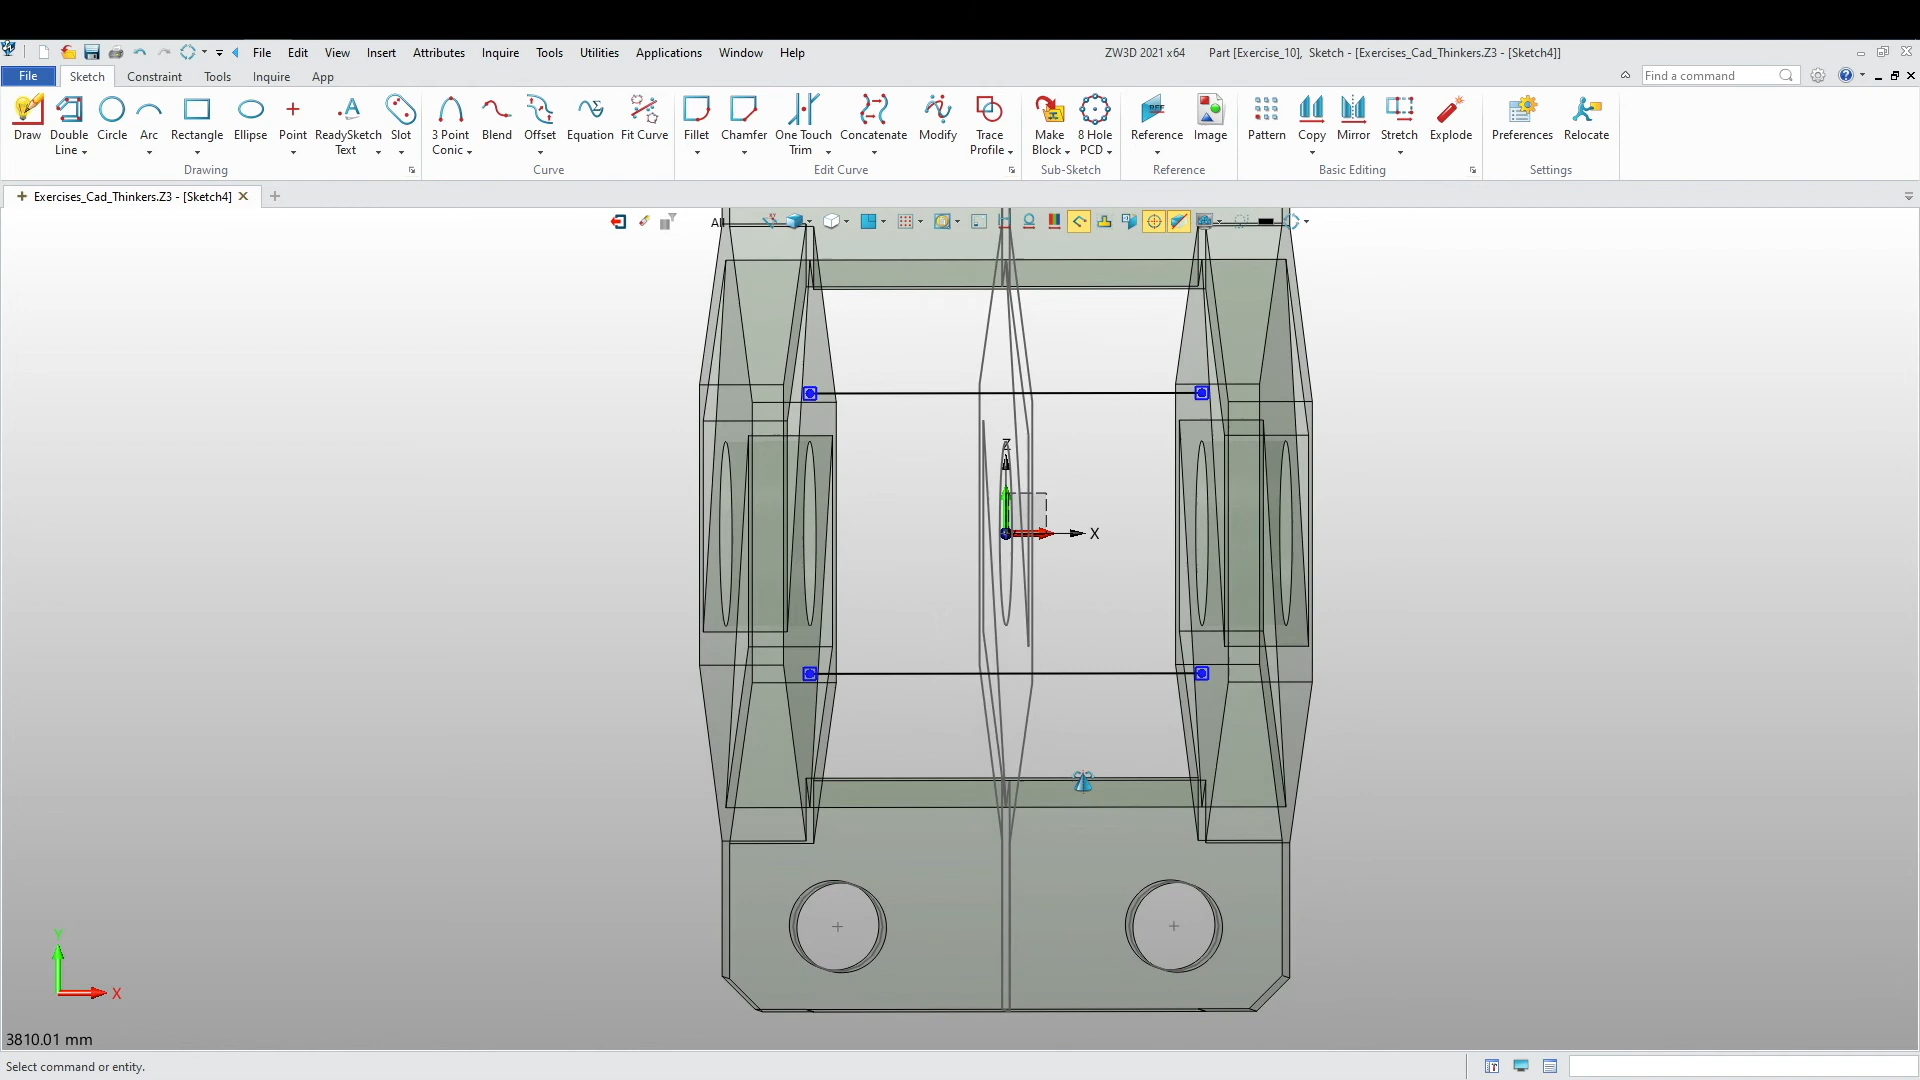 File Edit View Insert Attributes Inquire Tools Utilities Applications Window Help ZW3D 2021 x64 Part [Exercise_10], Sketch - [Exercises_Cad_Thinkers.Z3 - [Sketch4]]
File Sketch Constraint Tools Inquire App Find a command
Draw Double Line Circle Arc Rectangle Ellipse Point ReadySketch Text Slot 3 Point Conic Blend Offset Equation Fit Curve Fillet Chamfer One Touch Trim Concatenate Modify Trace Profile Make Block 8 Hole PCD Reference Image Pattern Copy Mirror Stretch Explode Preferences Relocate
Drawing Curve Edit Curve Sub-Sketch Reference Basic Editing Settings
Exercises_Cad_Thinkers.Z3 - [Sketch4]
All
Z
X
Y
X
3810.01 mm
Select command or entity.